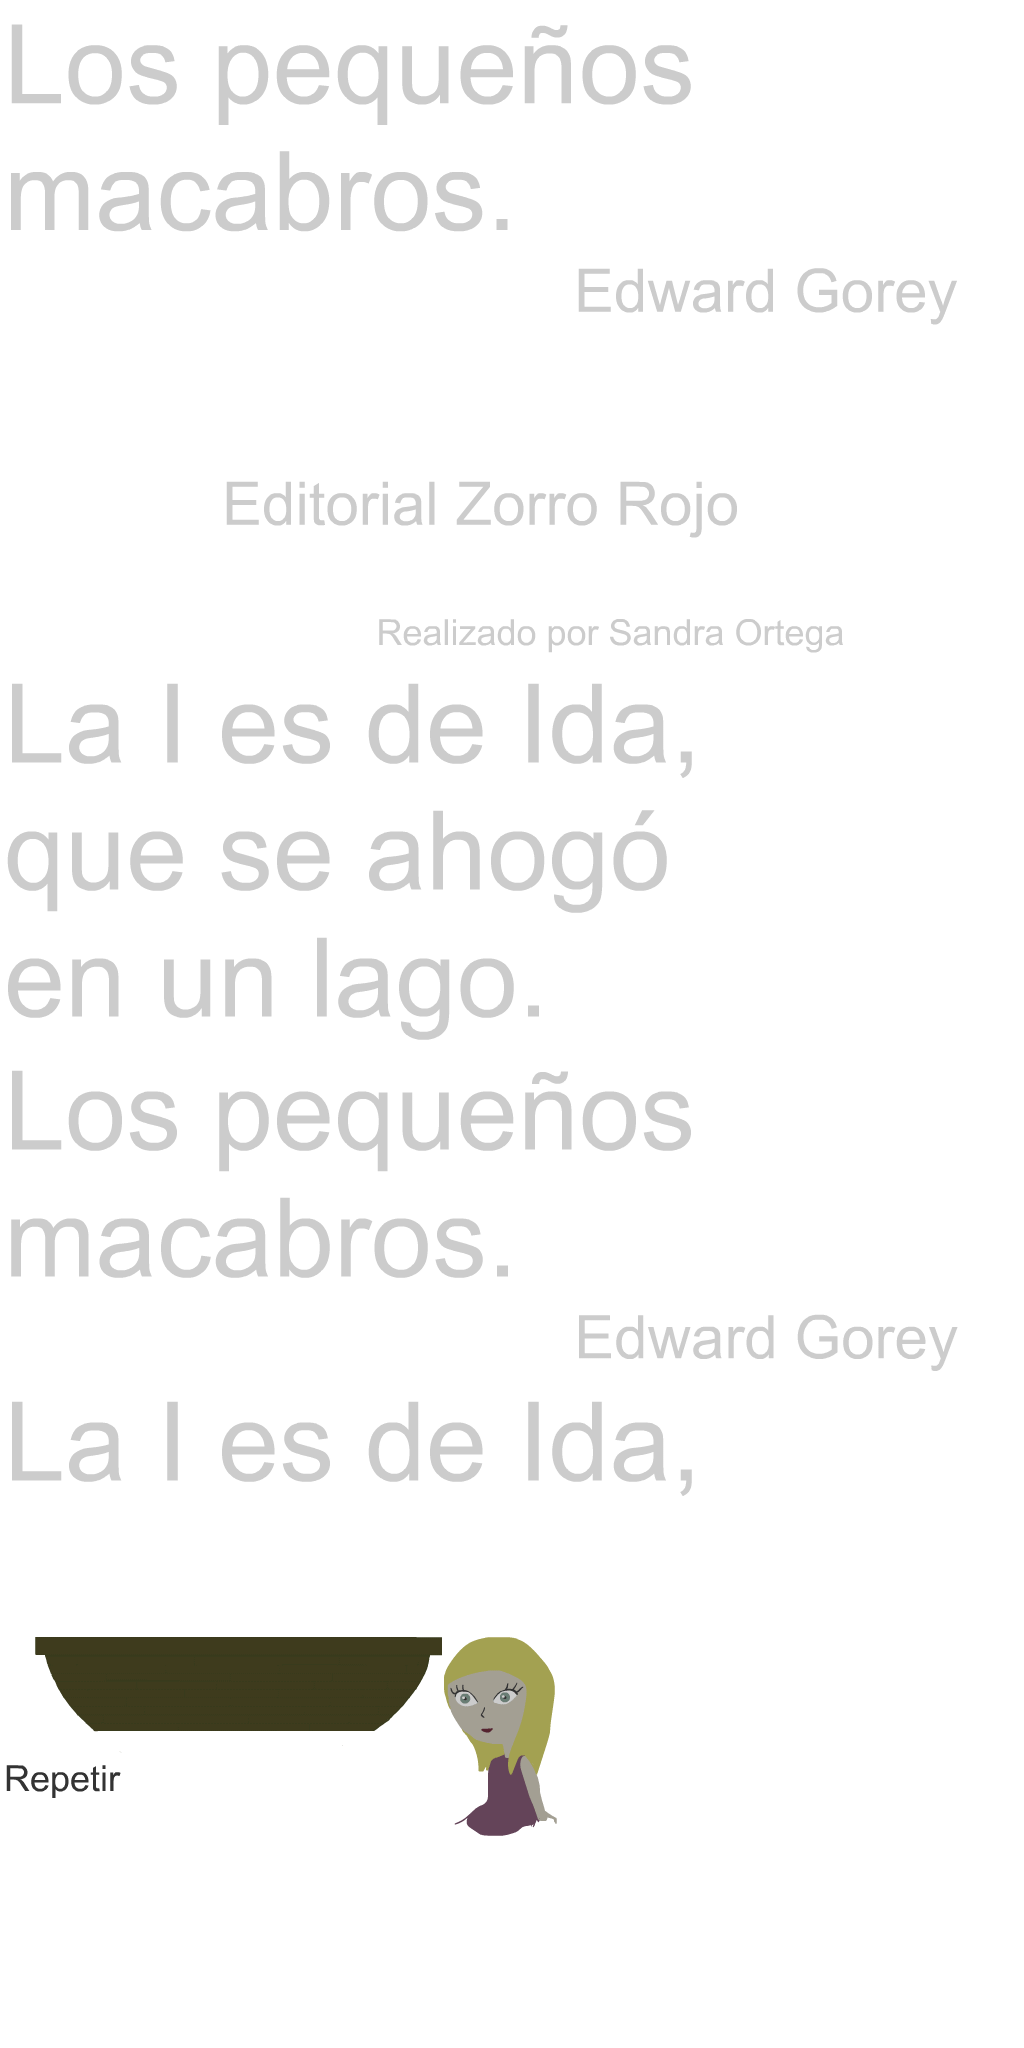 Los pequeños
macabros.
Edward Gorey
Editorial Zorro Rojo
Realizado por Sandra Ortega
La I es de Ida,
que se ahogó
en un lago.
Los pequeños
macabros.
Edward Gorey
La I es de Ida,
Repetir